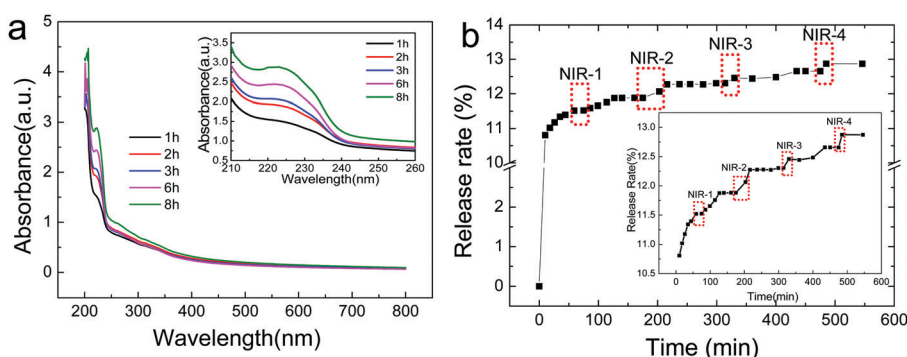 a
Absorbance(a.u.)
5
4
3
2
1
0
200 300 400 500 600 700 800
Wavelength(nm)
1h
2h
3h
6h
8h
Absorbance(a.u.)
3.5
3.0
2.5
2.0
1.5
1.0
0.5
0.0
210 220 230 240 250 260
Wavelength(nm)
1h
2h
3h
6h
8h
b
Release rate (%)
14
13
12
11
10
2
0
0 100 200 300 400 500 600
Time (min)
NIR-1
NIR-2
NIR-3
NIR-4
Release Rate(%)
13.0
12.5
12.0
11.5
11.0
10.5
0 100 200 300 400 500 600
Time(min)
NIR-1
NIR-2
NIR-3
NIR-4